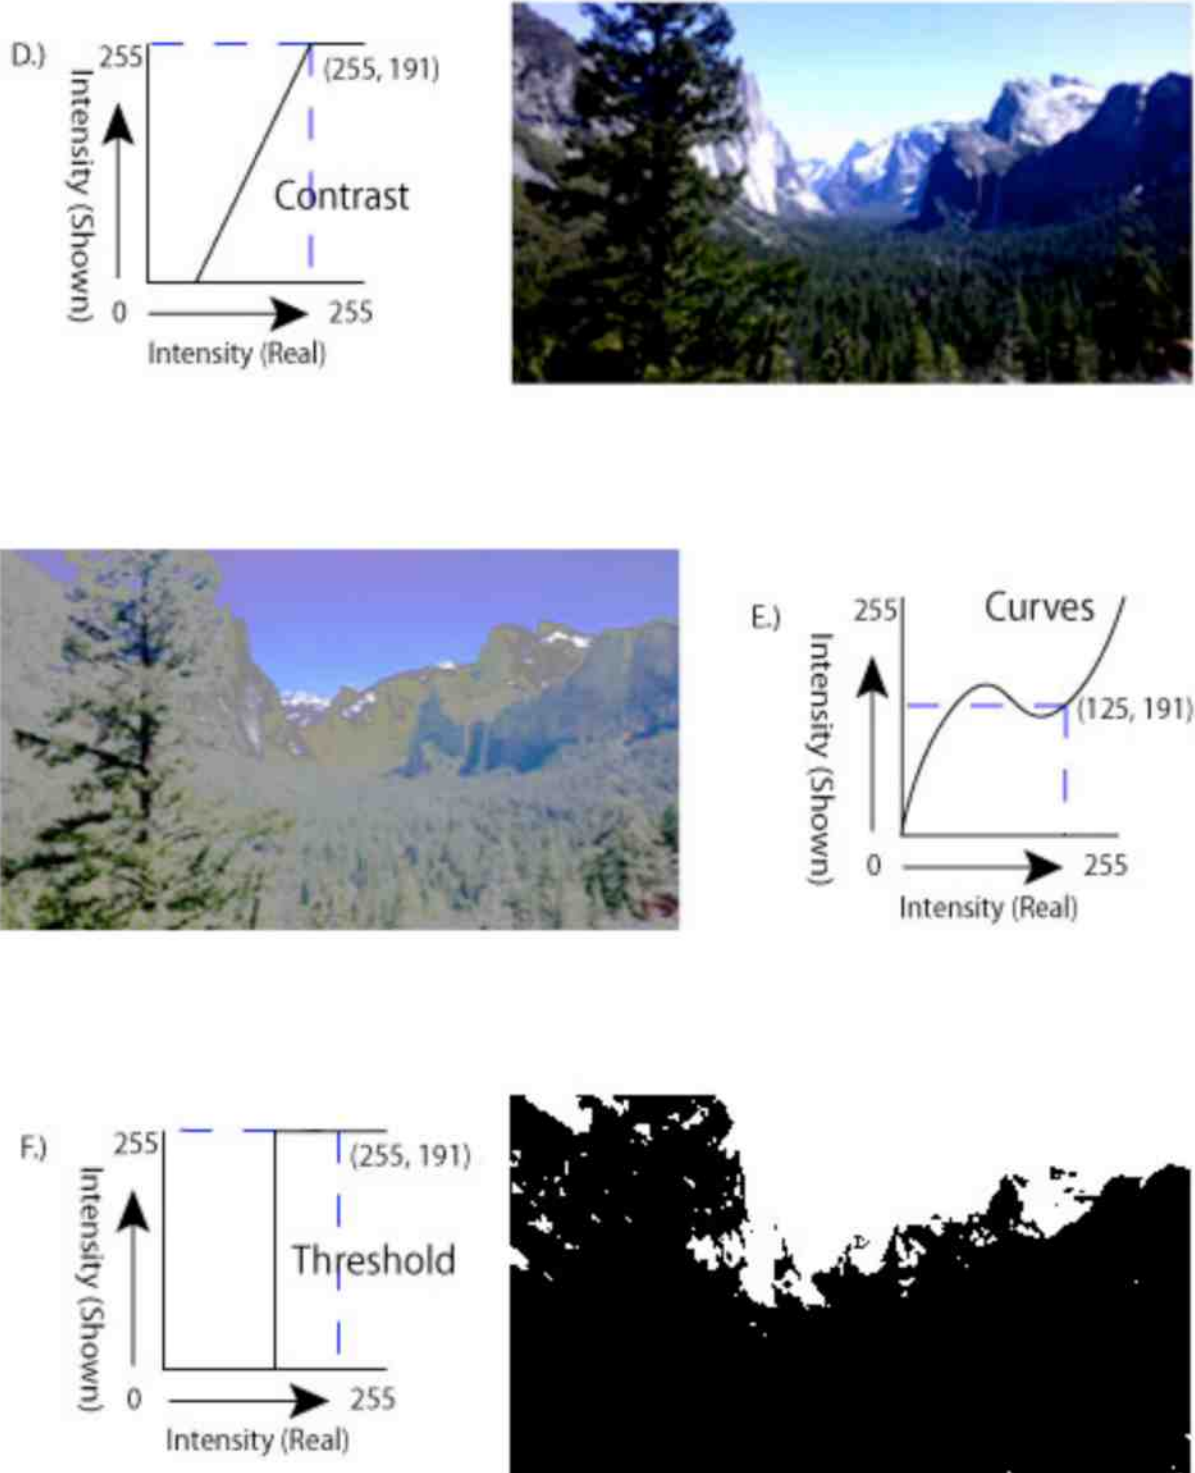 D.)
255
(255, 191)
Intensity (Shown)
Contrast
0
255
Intensity (Real)
E.)
255
Curves
Intensity (Shown)
(125, 191)
0
255
Intensity (Real)
F.)
255
(255, 191)
Intensity (Shown)
Threshold
0
255
Intensity (Real)